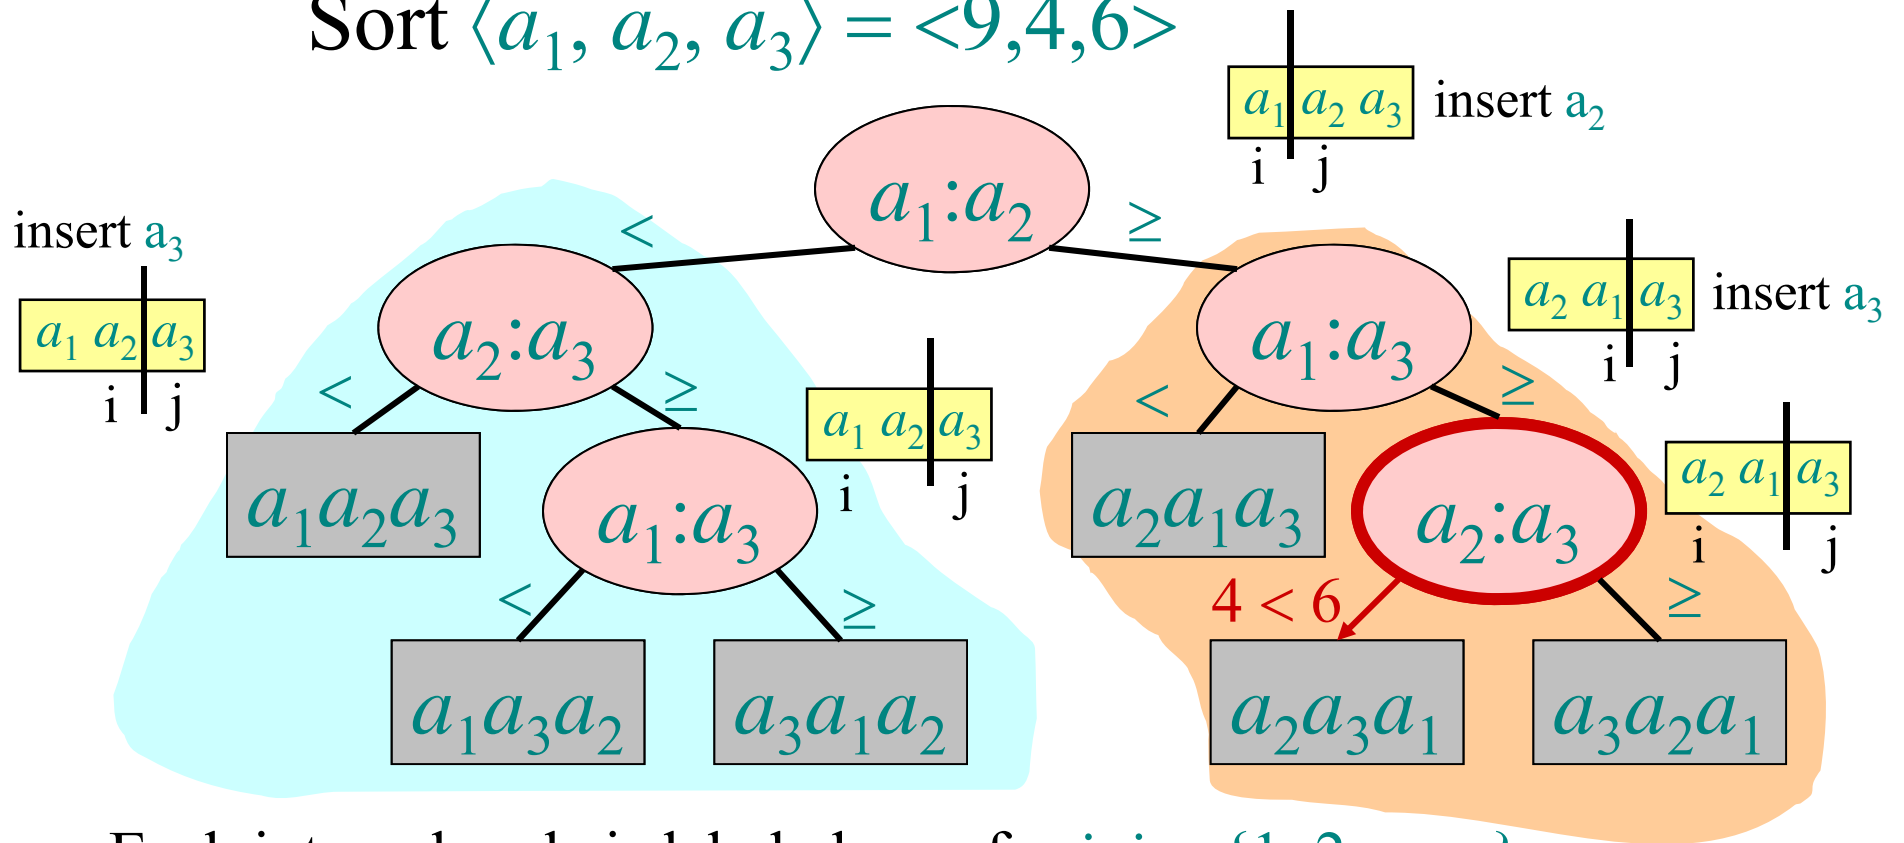 Sort ⟨a₁, a₂, a₃⟩ = <9,4,6>
a₁ a₂ a₃ insert a₂
i j
a₁:a₂
< ≥
insert a₃
a₁ a₂ a₃
i j
a₂:a₃
< ≥
a₁:a₃
< ≥
a₂ a₁ a₃ insert a₃
i j
a₁a₂a₃
a₁:a₃
< ≥
a₁ a₂ a₃
i j
a₂a₁a₃
a₂:a₃
4 < 6 ≥
a₂ a₁ a₃
i j
a₁a₃a₂
a₃a₁a₂
a₂a₃a₁
a₃a₂a₁